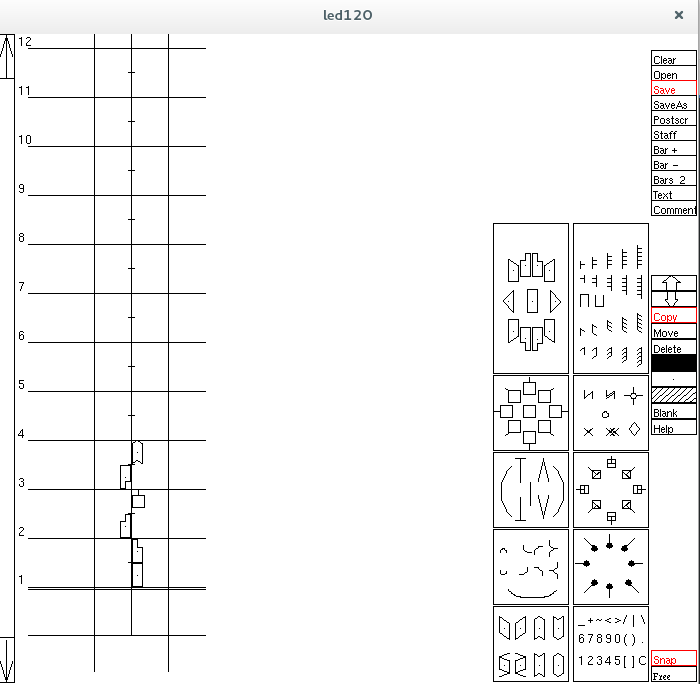 led120
12
11
10
9
8
7
6
5
4
3
2
1
Clear
Open
Save
SaveAs
Postscr
Staff
Bar +
Bar -
Bars 2
Text
Comment
Copy
Move
Delete
Blank
Help
_+~<>/|\
67890().
12345[]C
Snap
Free